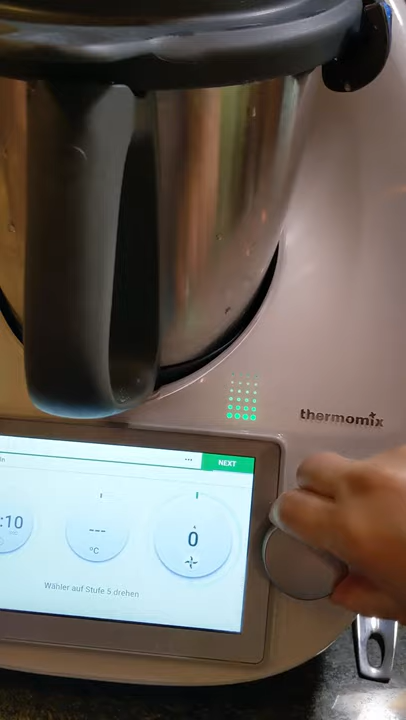 thermomix
NEXT
:10
---
°C
0
Wähler auf Stufe 5 drehen